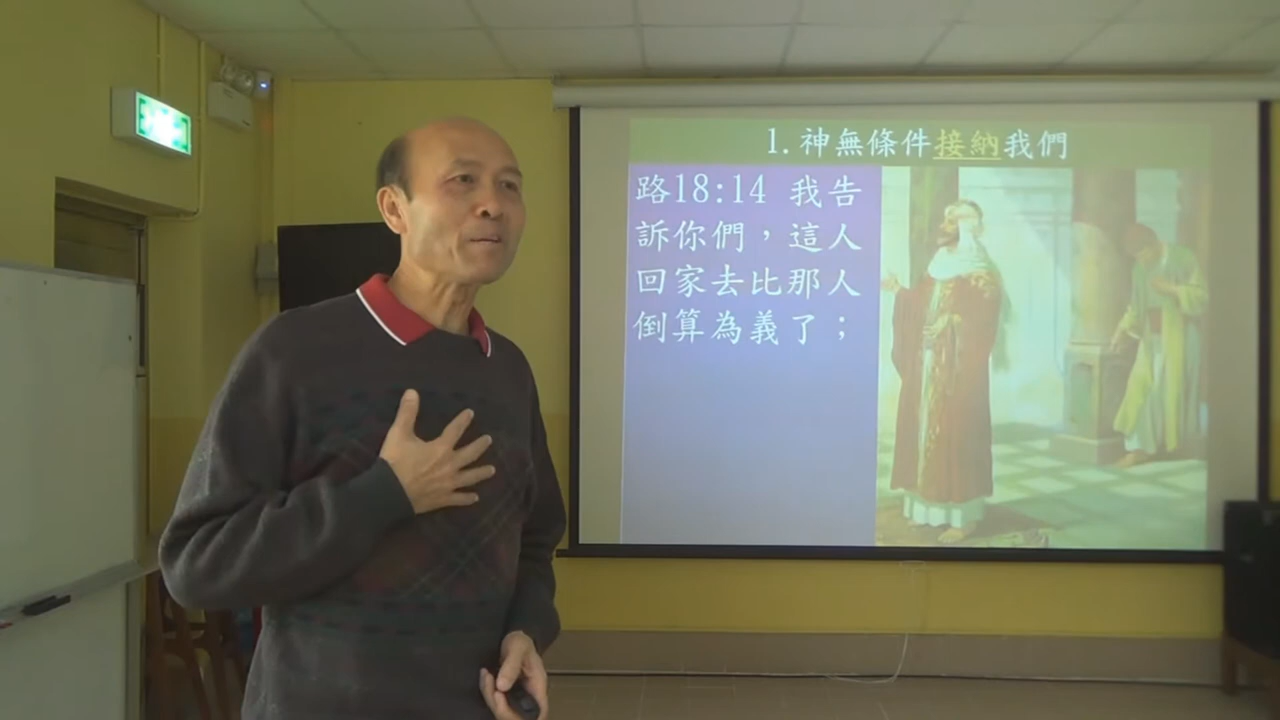 1.神無條件接納我們
路18:14 我告
訴你們，這人
回家去比那人
倒算為義了；